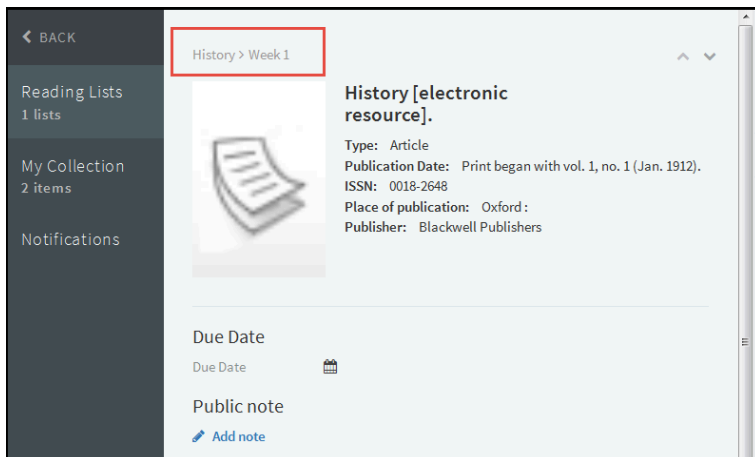 BACK
Reading Lists
1 lists
My Collection
2 items
Notifications
History > Week 1
History [electronic
resource].
Type: Article
Publication Date: Print began with vol. 1, no. 1 (Jan. 1912).
ISSN: 0018-2648
Place of publication: Oxford :
Publisher: Blackwell Publishers
Due Date
Due Date
Public note
Add note